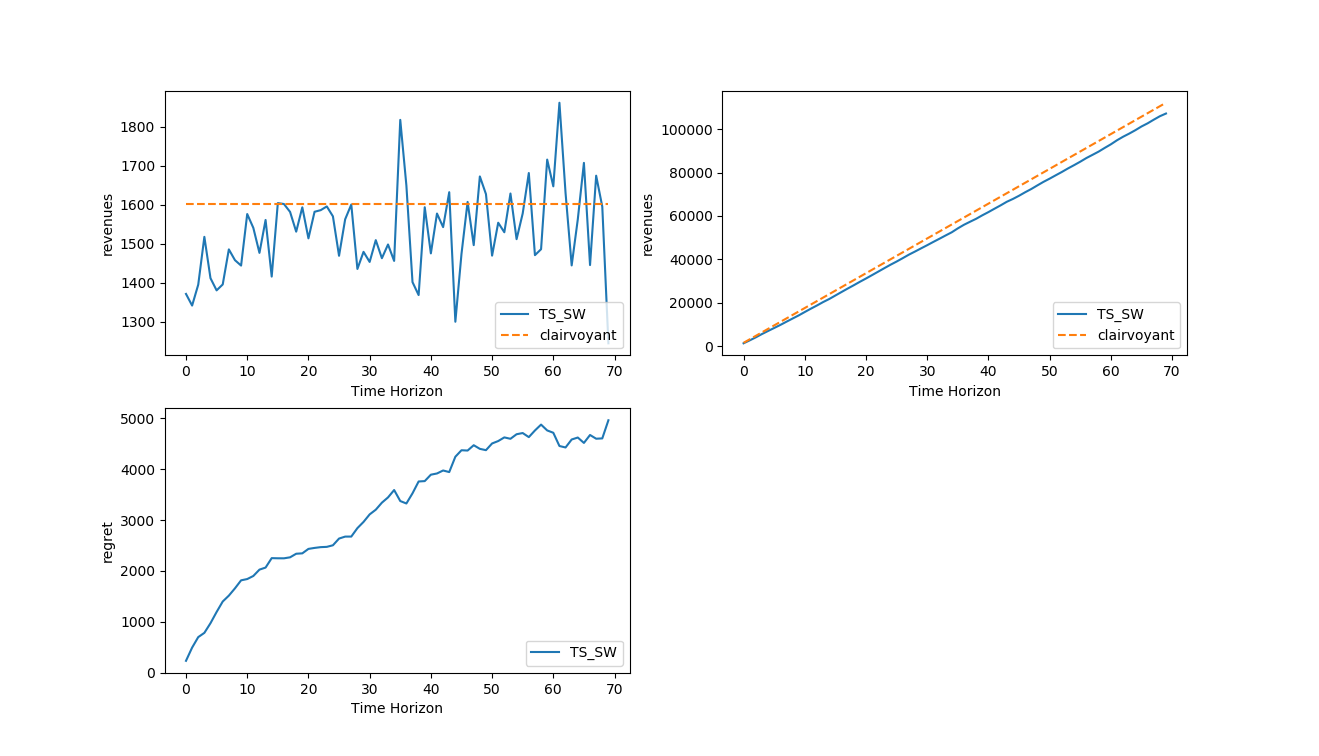 1800
1700
1600
1500
1400
1300
revenues
0 10 20 30 40 50 60 70
Time Horizon
TS_SW
clairvoyant
100000
80000
60000
40000
20000
0
revenues
0 10 20 30 40 50 60 70
Time Horizon
TS_SW
clairvoyant
5000
4000
3000
2000
1000
0
regret
0 10 20 30 40 50 60 70
Time Horizon
TS_SW